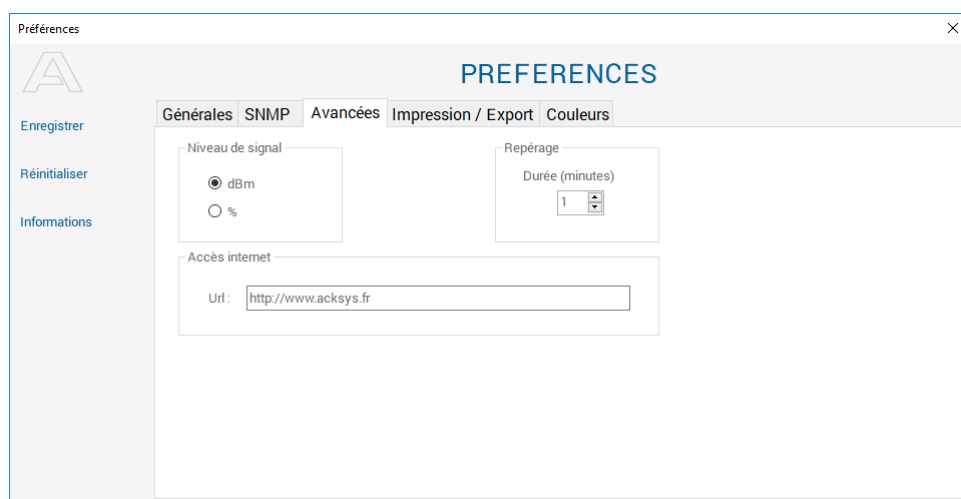 Préférences
PREFERENCES
Générales SNMP Avancées Impression / Export Couleurs
Enregistrer
Réinitialiser
Informations
Niveau de signal
dBm
%
Repérage
Durée (minutes)
1
Accès internet
Url : http://www.acksys.fr